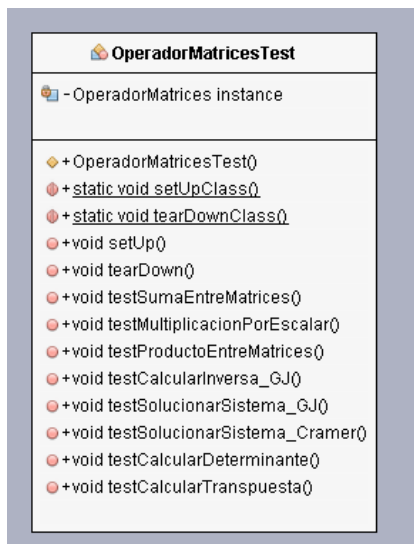 OperadorMatricesTest
- OperadorMatrices instance
+ OperadorMatricesTest()
+ static void setUpClass()
+ static void tearDownClass()
+ void setUp()
+ void tearDown()
+ void testSumaEntreMatrices()
+ void testMultiplicacionPorEscalar()
+ void testProductoEntreMatrices()
+ void testCalcularInversa_GJ()
+ void testSolucionarSistema_GJ()
+ void testSolucionarSistema_Cramer()
+ void testCalcularDeterminante()
+ void testCalcularTranspuesta()